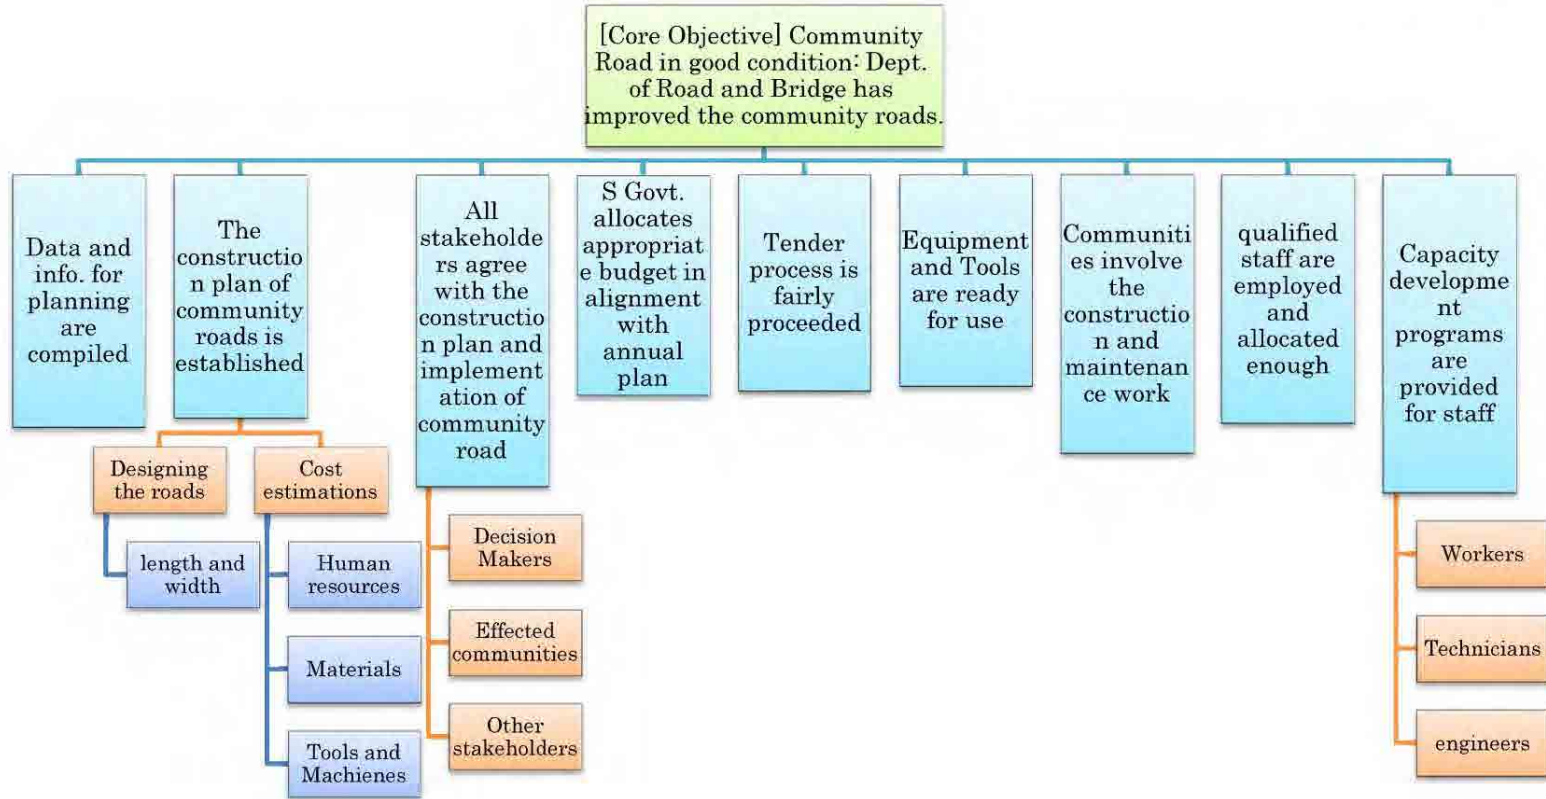 [Core Objective] Community
Road in good condition: Dept.
of Road and Bridge has
improved the community roads.
Data and
info. for
planning
are
compiled
The
constructio
n plan of
community
roads is
established
All
stakeholde
rs agree
with the
constructio
n plan and
implement
ation of
community
road
S Govt.
allocates
appropriat
e budget in
alignment
with
annual
plan
Tender
process is
fairly
proceeded
Equipment
and Tools
are ready
for use
Communiti
es involve
the
constructio
n and
maintenan
ce work
qualified
staff are
employed
and
allocated
enough
Capacity
developme
nt
programs
are
provided
for staff
Designing
the roads
length and
width
Cost
estimations
Human
resources
Materials
Tools and
Machienes
Decision
Makers
Effected
communities
Other
stakeholders
Workers
Technicians
engineers